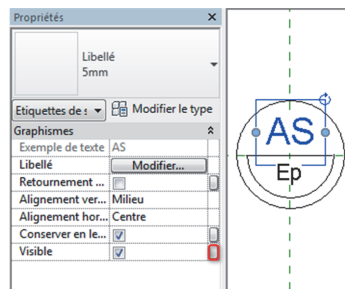 Propriétés
Libellé
5mm
Etiquettes de s
Modifier le type
Graphismes
Exemple de texte AS
Libellé Modifier...
Retournement ...
Alignement ver... Milieu
Alignement hor... Centre
Conserver en le...
Visible
AS
Ep